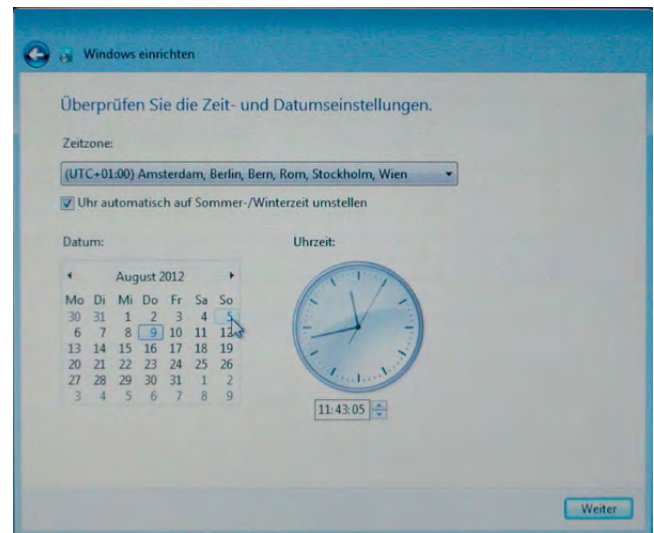 Windows einrichten
Überprüfen Sie die Zeit- und Datumseinstellungen.
Zeitzone:
(UTC+01:00) Amsterdam, Berlin, Bern, Rom, Stockholm, Wien
Uhr automatisch auf Sommer-/Winterzeit umstellen
Datum:
Uhrzeit:
August 2012
Mo Di Mi Do Fr Sa So
30 31 1 2 3 4 5
6 7 8 9 10 11 12
13 14 15 16 17 18 19
20 21 22 23 24 25 26
27 28 29 30 31 1 2
3 4 5 6 7 8 9
11:43:05
Weiter